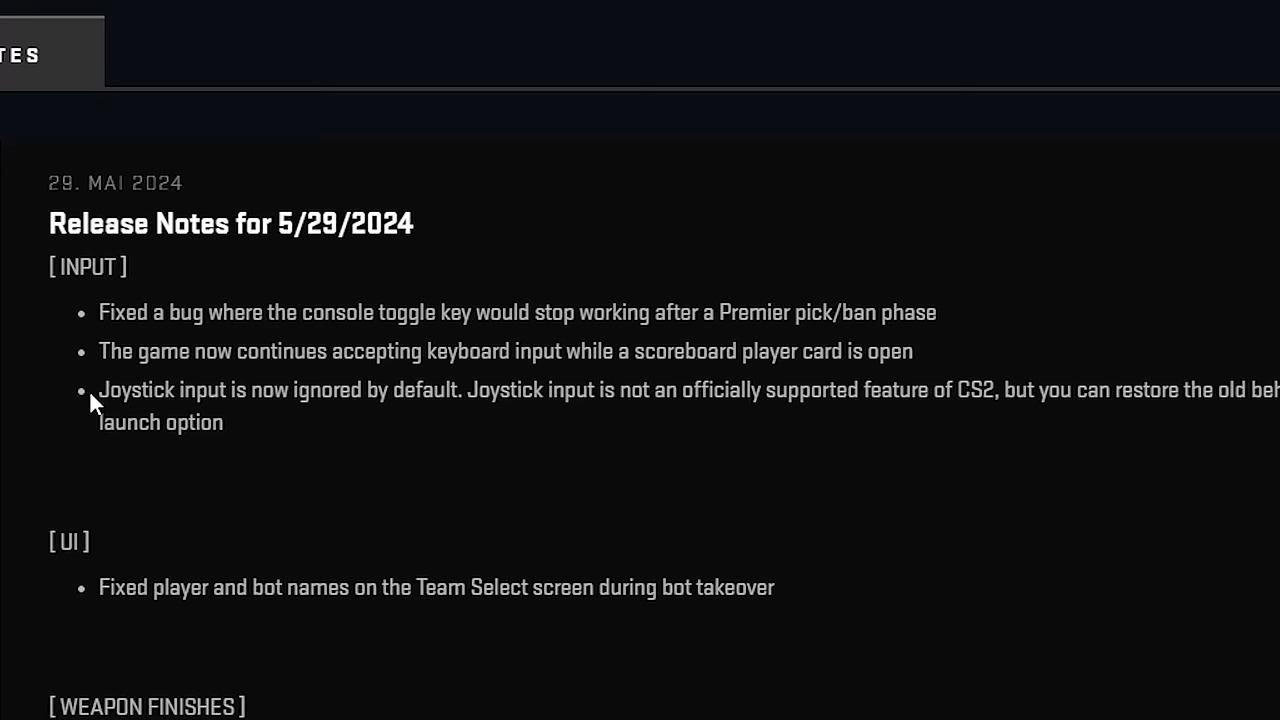 TES
29. MAI 2024
Release Notes for 5/29/2024
[ INPUT ]
• Fixed a bug where the console toggle key would stop working after a Premier pick/ban phase
• The game now continues accepting keyboard input while a scoreboard player card is open
• Joystick input is now ignored by default. Joystick input is not an officially supported feature of CS2, but you can restore the old beh
launch option
[ UI ]
• Fixed player and bot names on the Team Select screen during bot takeover
[ WEAPON FINISHES ]